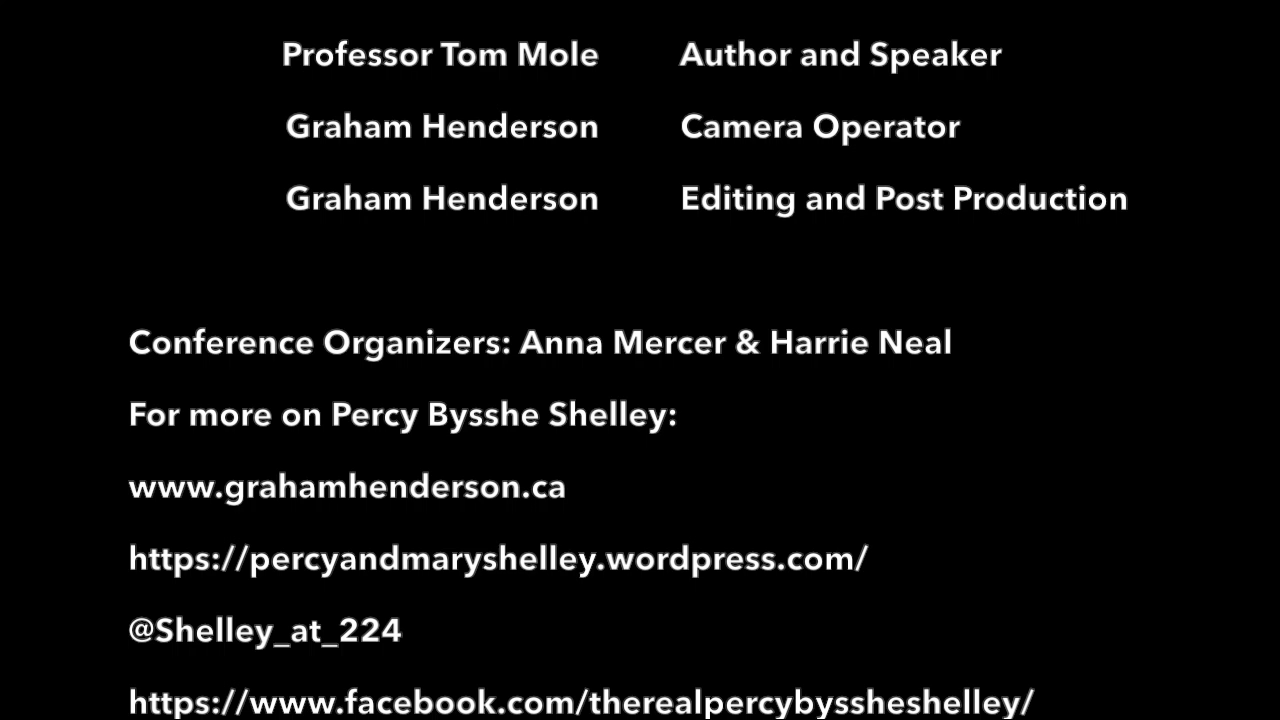 Professor Tom Mole Author and Speaker
Graham Henderson Camera Operator
Graham Henderson Editing and Post Production
Conference Organizers: Anna Mercer & Harrie Neal
For more on Percy Bysshe Shelley:
www.grahamhenderson.ca
https://percyandmaryshelley.wordpress.com/
@Shelley_at_224
https://www.facebook.com/therealpercybyssheshelley/